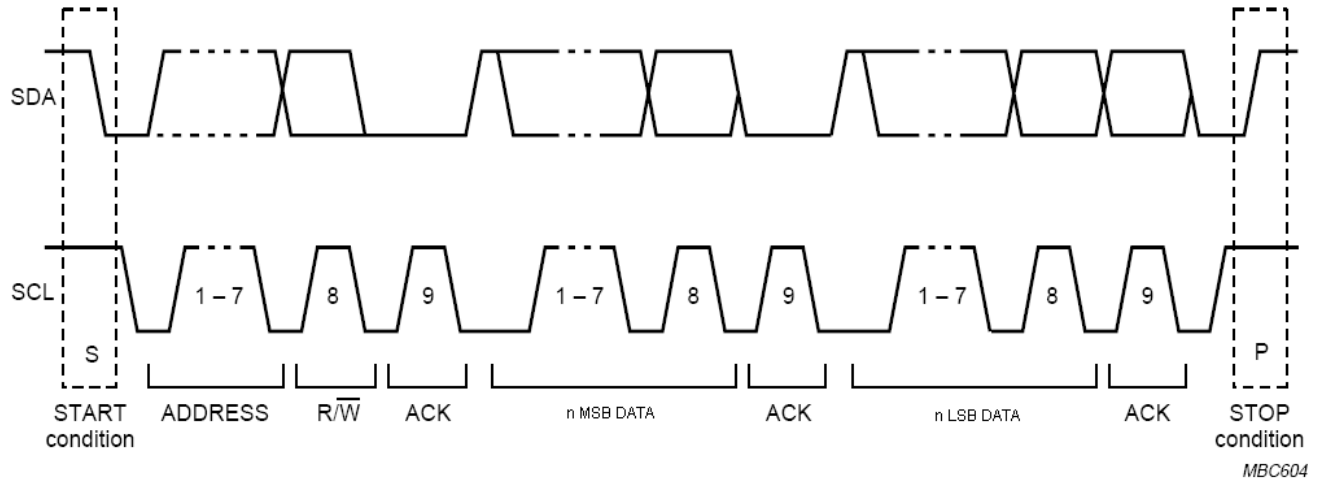 SDA
SCL
1 – 7
8
9
1 – 7
8
9
1 – 7
8
9
S
P
START
condition
ADDRESS
R/W̅
ACK
n MSB DATA
ACK
n LSB DATA
ACK
STOP
condition
MBC604